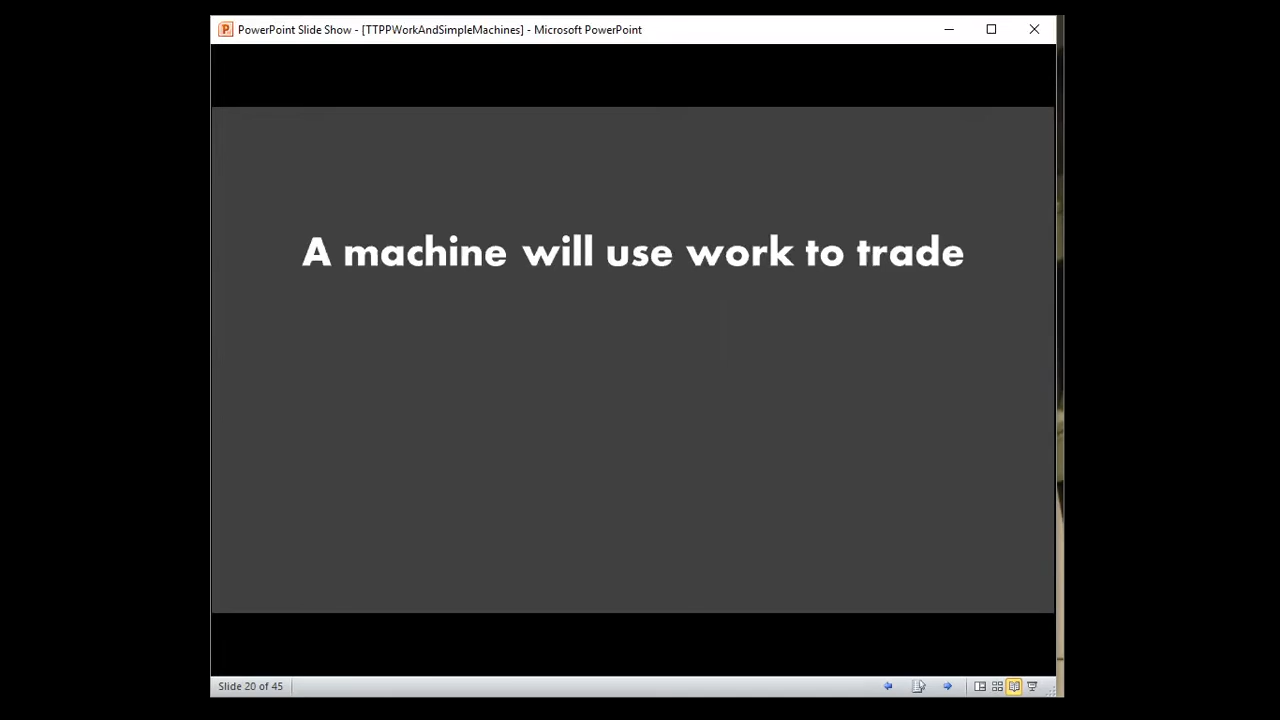 PowerPoint Slide Show - [TTPPWorkAndSimpleMachines] - Microsoft PowerPoint
A machine will use work to trade
Slide 20 of 45